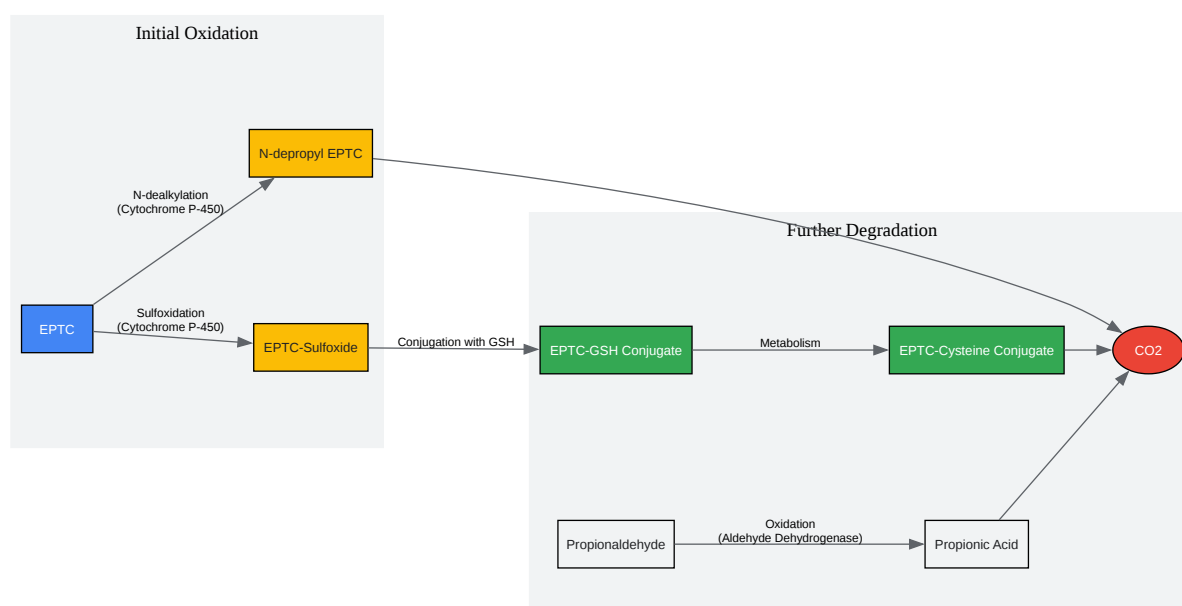 Initial Oxidation
N-depropyl EPTC
N-dealkylation
(Cytochrome P-450)
Further Degradation
Sulfoxidation
(Cytochrome P-450)
EPTC
EPTC-Sulfoxide
Conjugation with GSH
EPTC-GSH Conjugate
Metabolism
EPTC-Cysteine Conjugate
CO2
Oxidation
(Aldehyde Dehydrogenase)
Propionaldehyde
Propionic Acid